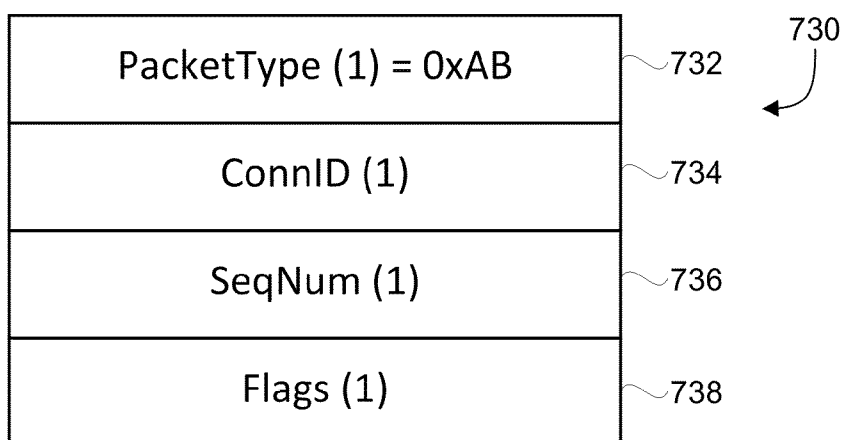 PacketType (1) = 0xAB
732
730
ConnID (1)
734
SeqNum (1)
736
Flags (1)
738